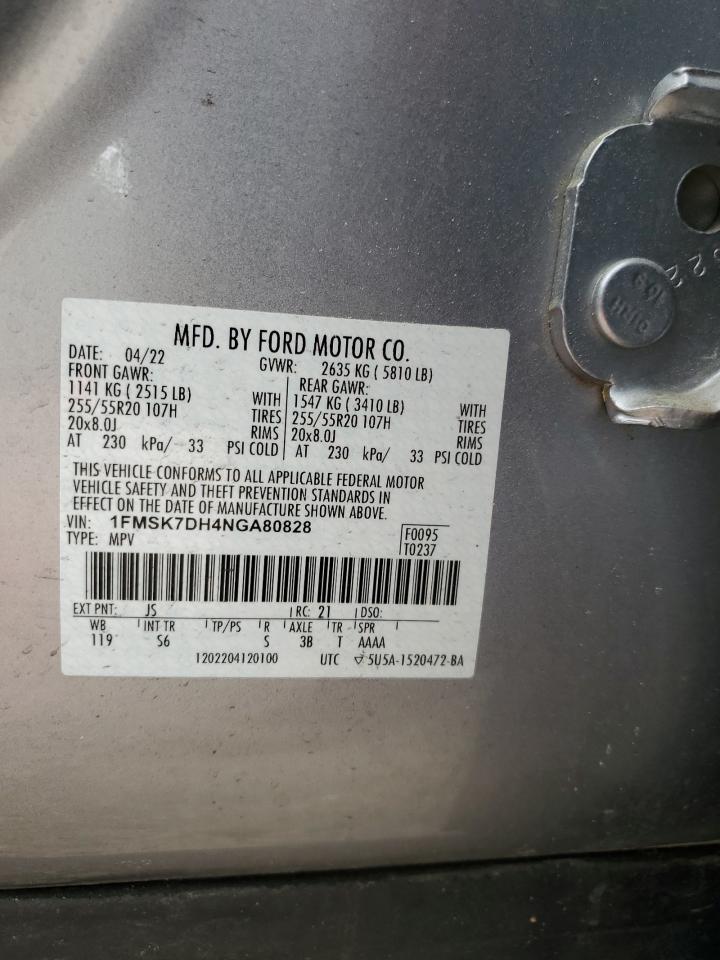 MFD. BY FORD MOTOR CO.
DATE: 04/22 GVWR: 2635 KG ( 5810 LB)
FRONT GAWR: REAR GAWR:
1141 KG ( 2515 LB) WITH 1547 KG ( 3410 LB) WITH
255/55R20 107H TIRES 255/55R20 107H TIRES
20x8.0J RIMS 20x8.0J RIMS
AT 230 kPa/ 33 PSI COLD AT 230 kPa/ 33 PSI COLD
THIS VEHICLE CONFORMS TO ALL APPLICABLE FEDERAL MOTOR
VEHICLE SAFETY AND THEFT PREVENTION STANDARDS IN
EFFECT ON THE DATE OF MANUFACTURE SHOWN ABOVE.
VIN: 1FMSK7DH4NGA80828 F0095
TYPE: MPV T0237
EXT PNT: JS RC: 21 DSO:
WB INT TR TP/PS R AXLE TR SPR
119 S6 S 3B T AAAA
1202204120100 UTC 5U5A-1520472-BA